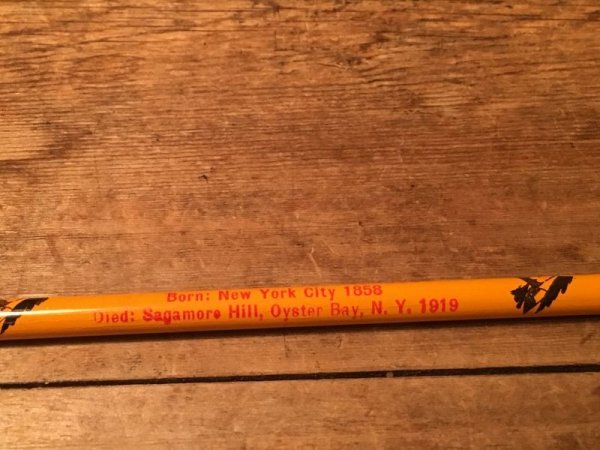 Born: New York City 1858
Died: Sagamore Hill, Oyster Bay, N. Y. 1919